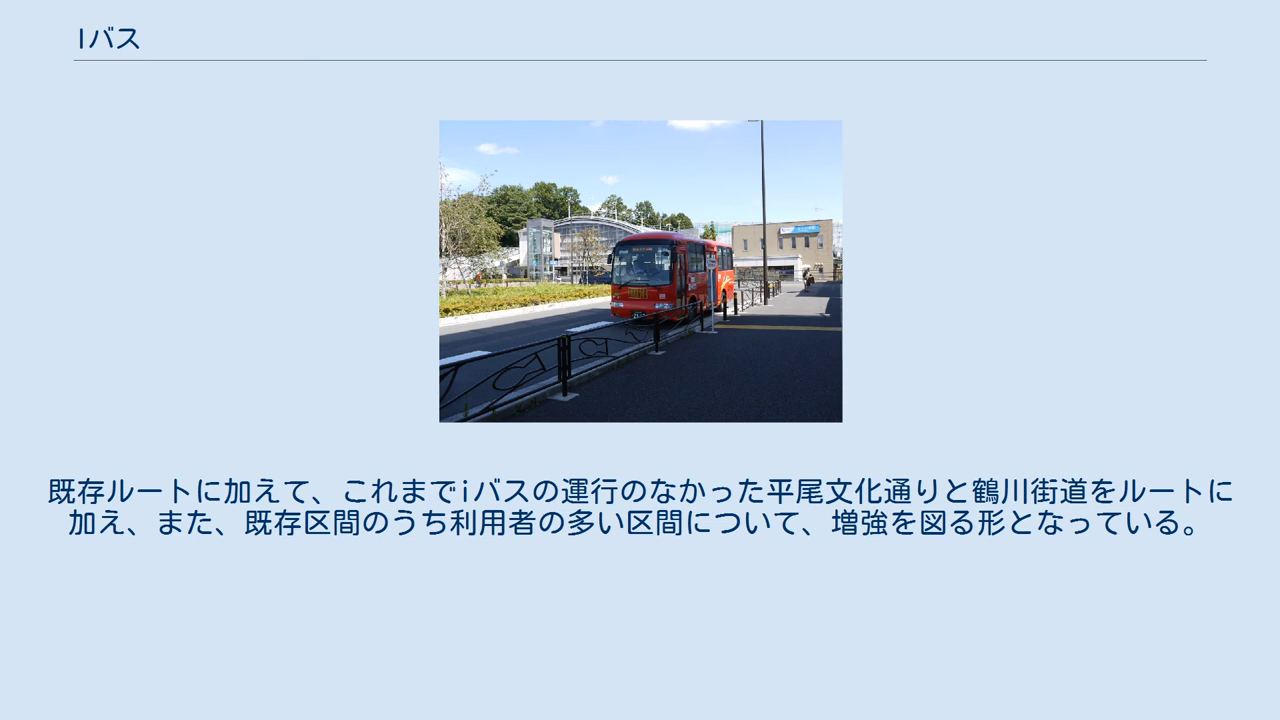 Iバス
既存ルートに加えて、これまでiバスの運行のなかった平尾文化通りと鶴川街道をルートに
加え、また、既存区間のうち利用者の多い区間について、増強を図る形となっている。